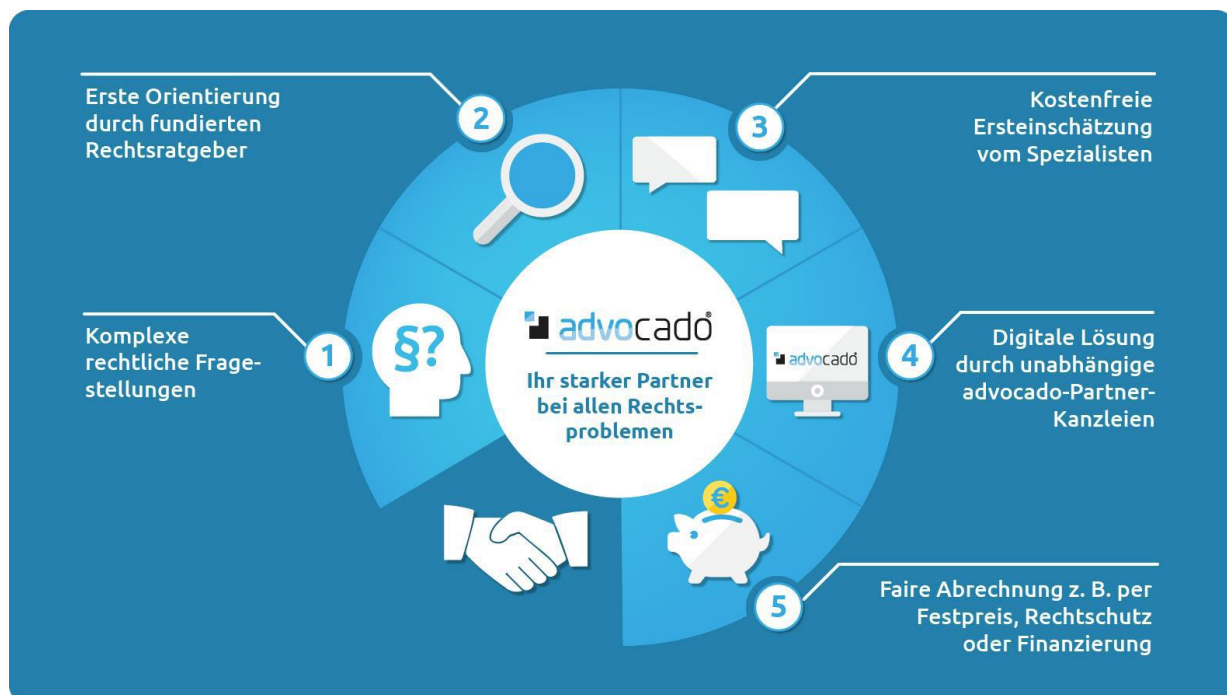 Erste Orientierung
durch fundierten
Rechtsratgeber
2
3
Kostenfreie
Ersteinschätzung
vom Spezialisten
Komplexe
rechtliche Frage-
stellungen
1
§?
advocado®
Ihr starker Partner
bei allen Rechts-
problemen
advocado
4
Digitale Lösung
durch unabhängige
advocado-Partner-
Kanzleien
€
5
Faire Abrechnung z. B. per
Festpreis, Rechtschutz
oder Finanzierung